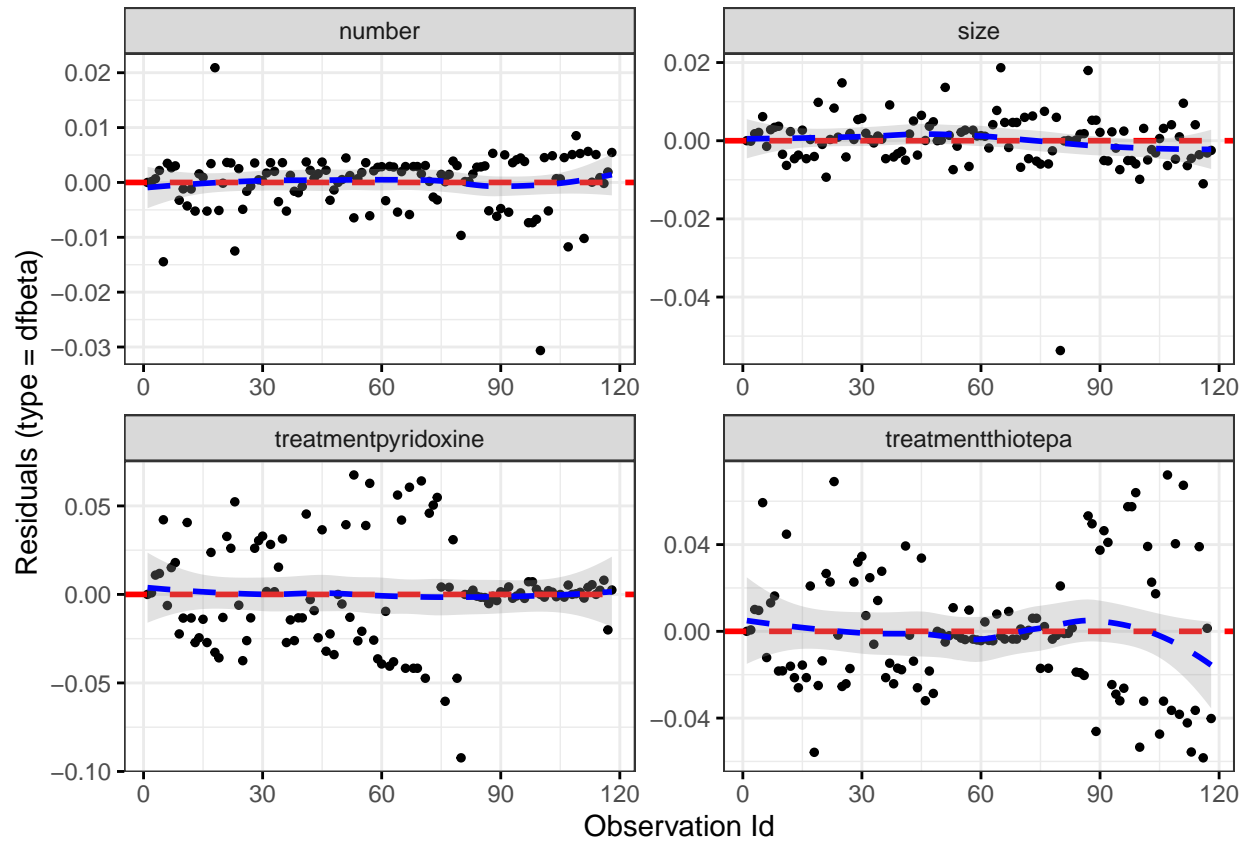 number
size
0.02
0.01
0.00
−0.01
−0.02
−0.03
0.02
0.00
−0.02
−0.04
0 30 60 90 120
0 30 60 90 120
treatmentpyridoxine
treatmentthiotepa
0.05
0.00
−0.05
−0.10
0.04
0.00
−0.04
0 30 60 90 120
0 30 60 90 120
Residuals (type = dfbeta)
Observation Id